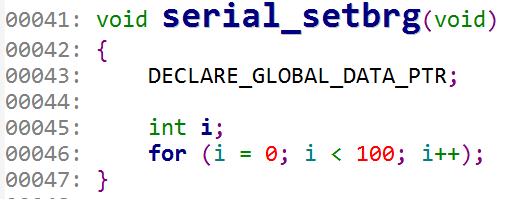 00041: void serial_setbrg(void)
00042: {
00043:     DECLARE_GLOBAL_DATA_PTR;
00044:
00045:     int i;
00046:     for (i = 0; i < 100; i++);
00047: }